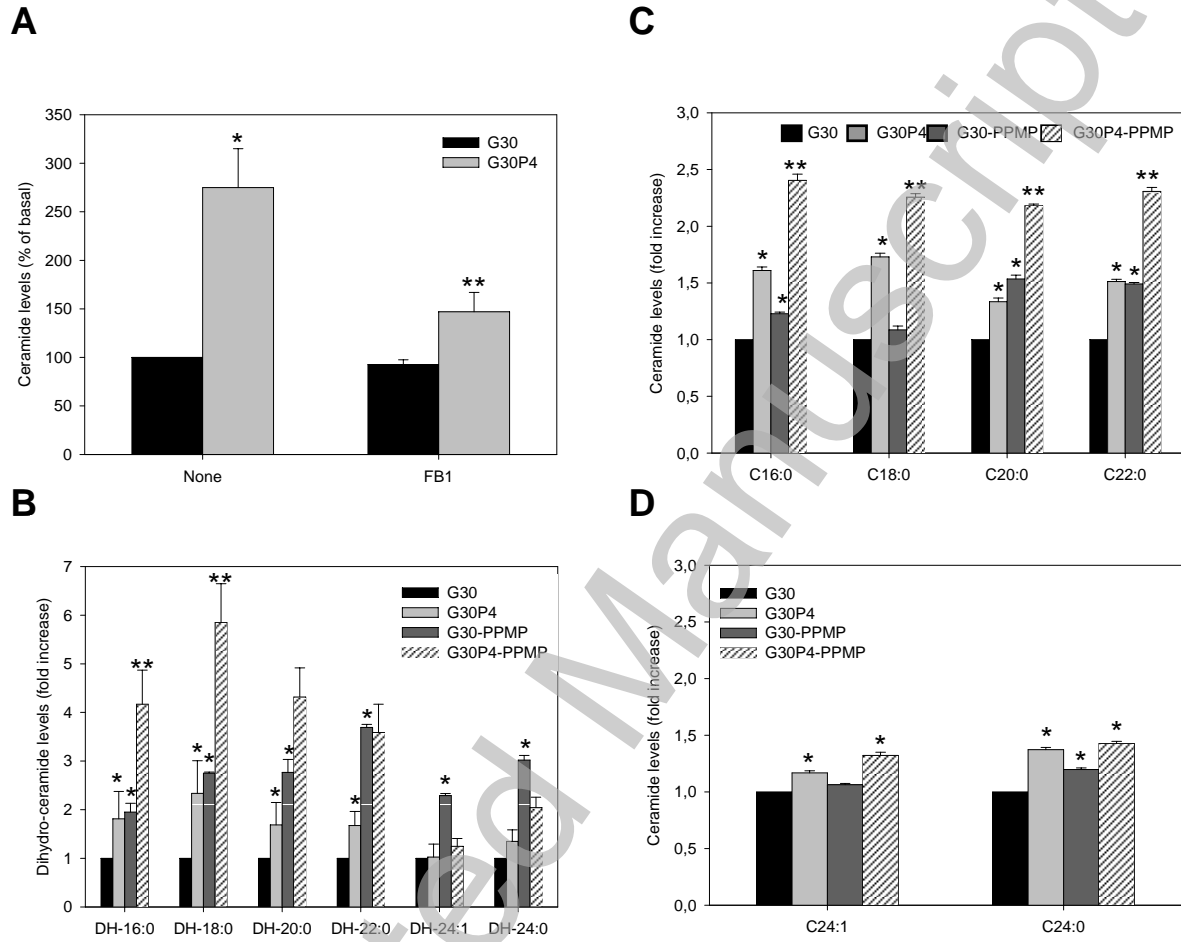 A
Ceramide levels (% of basal)
350
300
250
200
150
100
50
0
*
**
G30
G30P4
None
FB1
B
Dihydro-ceramide levels (fold increase)
7
6
5
4
3
2
1
0
G30
G30P4
G30-PPMP
G30P4-PPMP
* * **
* * **
* *
* *
*
*
DH-16:0 DH-18:0 DH-20:0 DH-22:0 DH-24:1 DH-24:0
C
Ceramide levels (fold increase)
3,0
2,5
2,0
1,5
1,0
0,5
0,0
G30 G30P4 G30-PPMP G30P4-PPMP
* * **
* **
* * **
* * **
C16:0 C18:0 C20:0 C22:0
D
Ceramide levels (fold increase)
3,0
2,5
2,0
1,5
1,0
0,5
0,0
G30
G30P4
G30-PPMP
G30P4-PPMP
* *
* * *
C24:1 C24:0
ted Manuscript